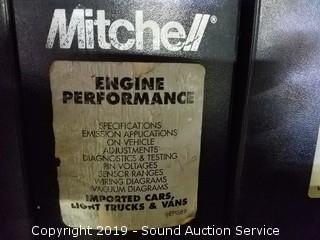 Mitchell
ENGINE
PERFORMANCE
SPECIFICATIONS
EMISSION APPLICATIONS
ON VEHICLE
ADJUSTMENTS
DIAGNOSTICS & TESTING
PIN VOLTAGES
SENSOR RANGES
WIRING DIAGRAMS
VACUUM DIAGRAMS
IMPORTED CARS,
LIGHT TRUCKS & VANS
Copyright 2019 - Sound Auction Service